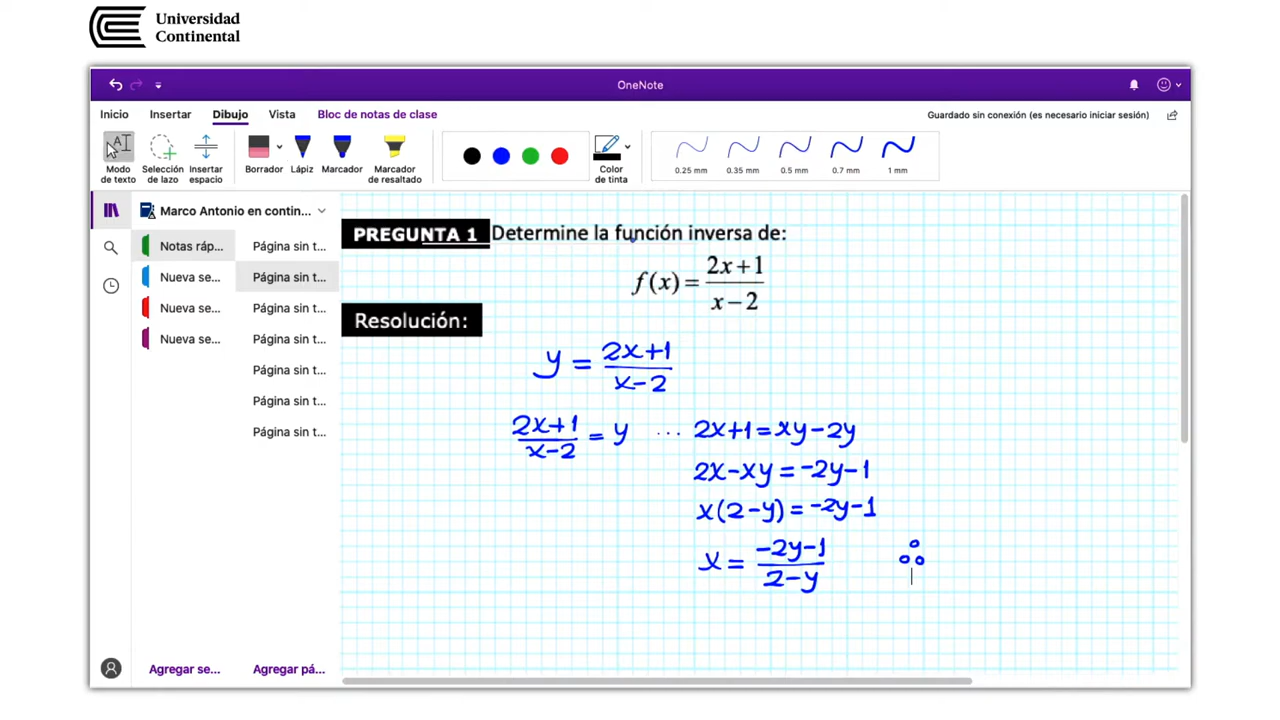 Universidad
Continental
OneNote
Inicio Insertar Dibujo Vista Bloc de notas de clase
Guardado sin conexión (es necesario iniciar sesión)
Modo de texto
Selección de lazo
Insertar espacio
Borrador
Lápiz
Marcador
Marcador de resaltado
Color de tinta
0.25 mm 0.35 mm 0.5 mm 0.7 mm 1 mm
Marco Antonio en contin...
Notas ráp... Página sin t...
Nueva se... Página sin t...
Nueva se... Página sin t...
Nueva se... Página sin t...
Página sin t...
Página sin t...
Página sin t...
Agregar se... Agregar pá...
PREGUNTA 1 Determine la función inversa de:
f(x) = (2x+1)/(x-2)
Resolución:
y = (2x+1)/(x-2)
(2x+1)/(x-2) = y ... 2x+1 = xy-2y
2x-xy = -2y-1
x(2-y) = -2y-1
x = (-2y-1)/(2-y)